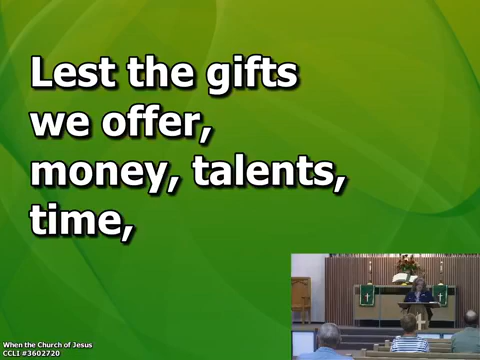 Lest the gifts
we offer,
money, talents,
time,
When the Church of Jesus
CCLI #3602720